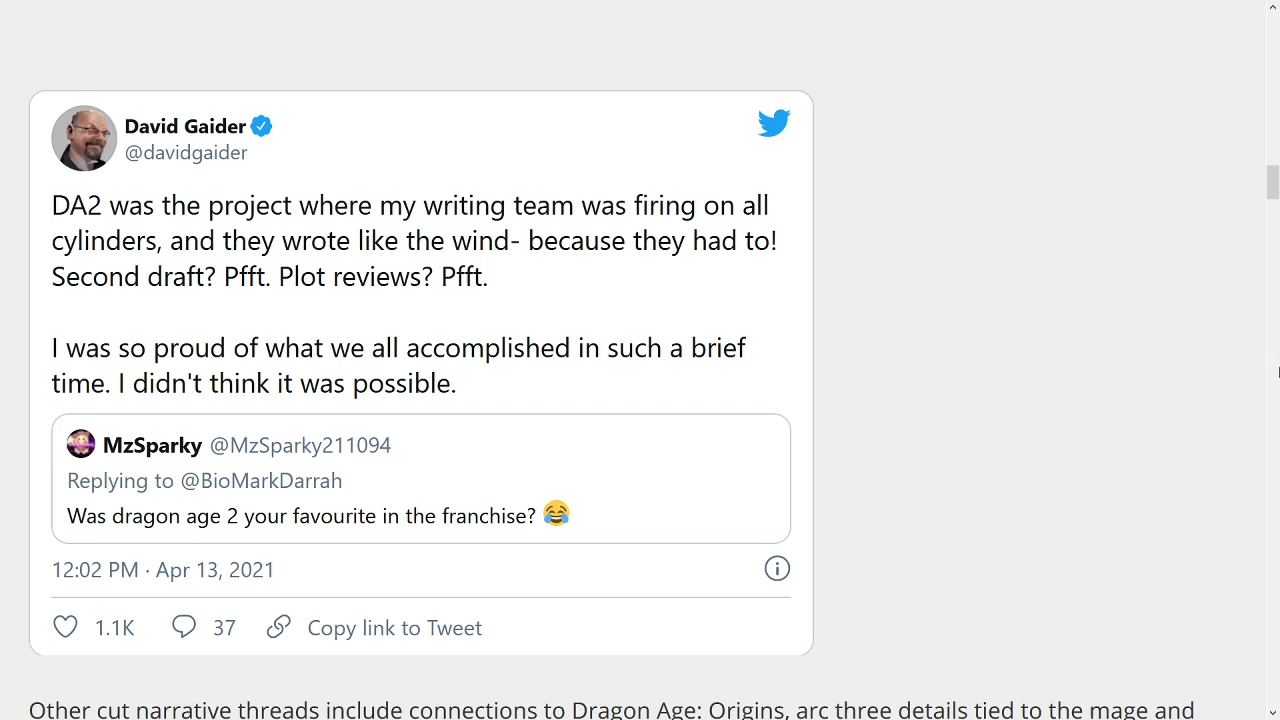 David Gaider
@davidgaider
DA2 was the project where my writing team was firing on all
cylinders, and they wrote like the wind- because they had to!
Second draft? Pfft. Plot reviews? Pfft.
I was so proud of what we all accomplished in such a brief
time. I didn't think it was possible.
MzSparky @MzSparky211094
Replying to @BioMarkDarrah
Was dragon age 2 your favourite in the franchise? 😂
12:02 PM · Apr 13, 2021
1.1K 37 Copy link to Tweet
Other cut narrative threads include connections to Dragon Age: Origins, arc three details tied to the mage and